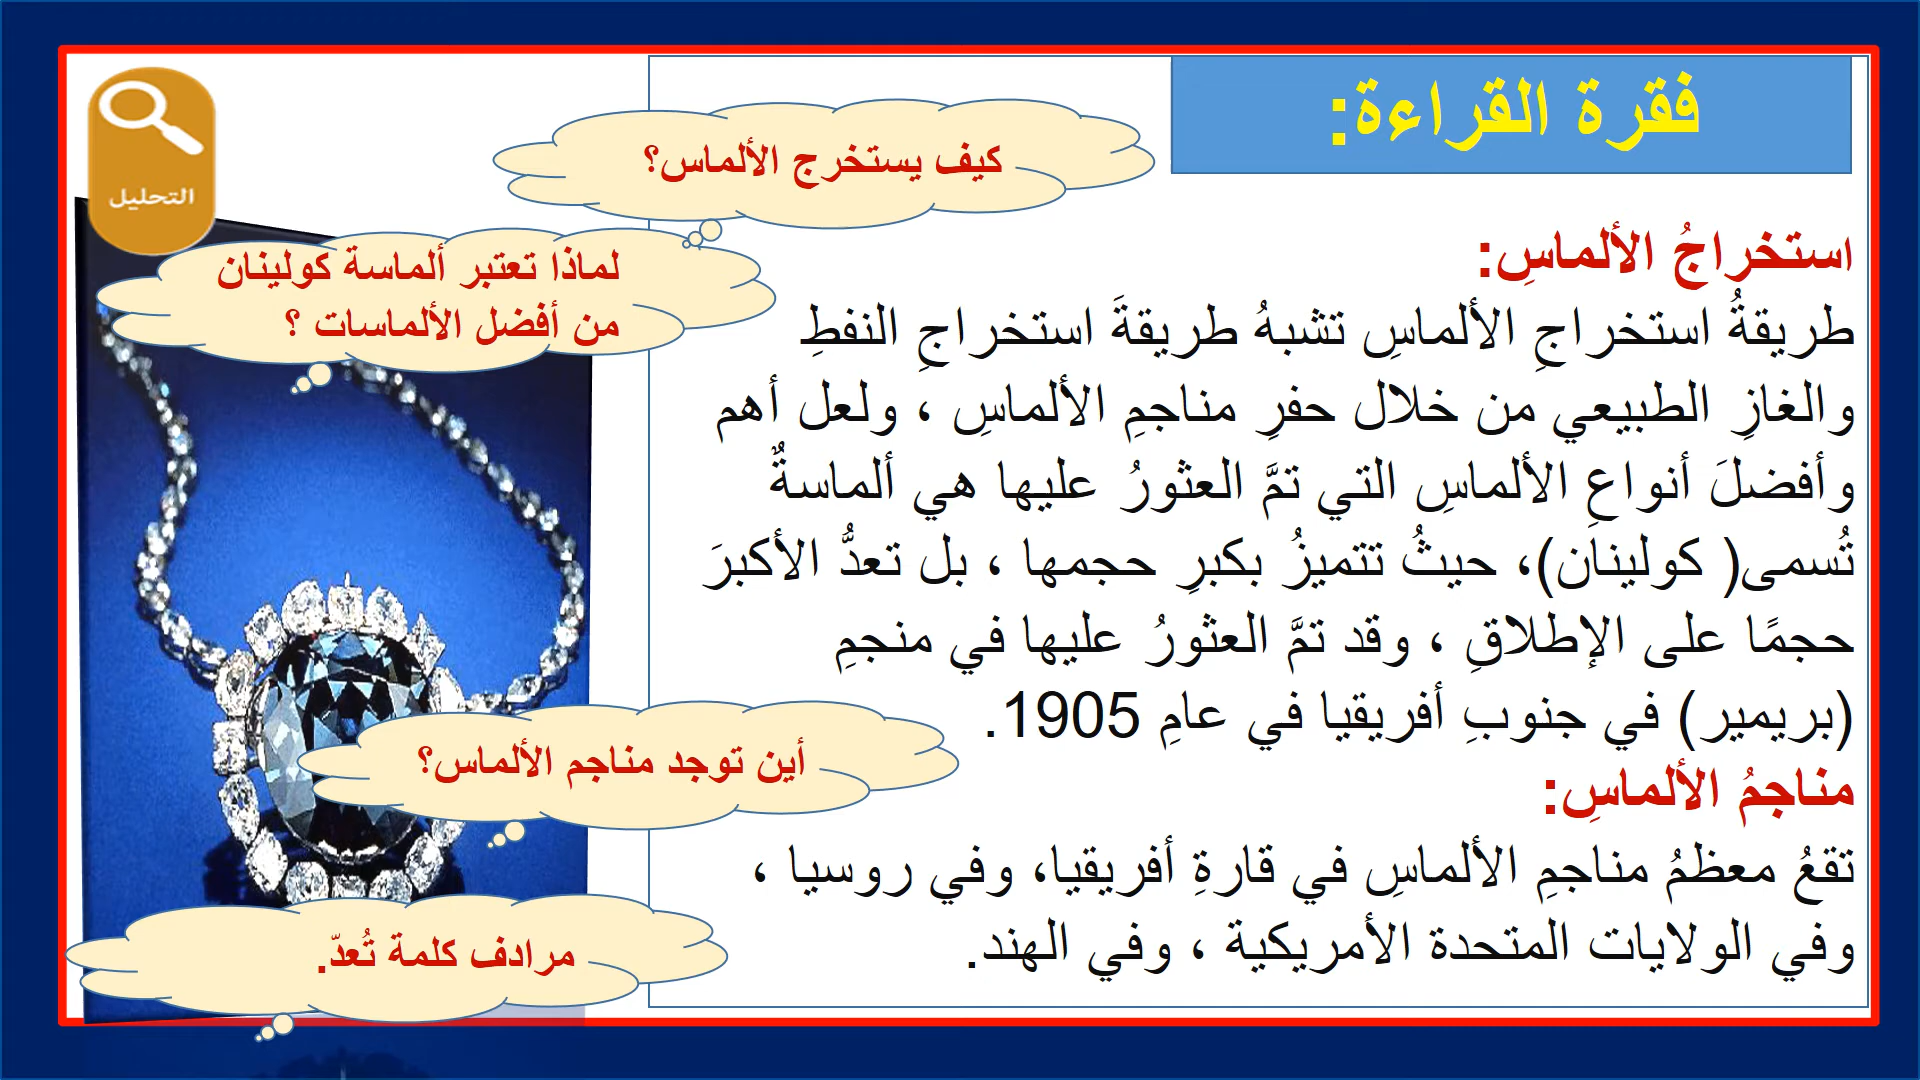 فقرة القراءة:
التحليل
كيف يستخرج الألماس؟
لماذا تعتبر ألماسة كولينان
من أفضل الألماسات ؟
استخراجُ الألماسِ:
طريقةُ استخراجِ الألماسِ تشبهُ طريقةَ استخراجِ النفطِ
والغازِ الطبيعي من خلال حفرِ مناجمِ الألماسِ ، ولعل أهم
وأفضلَ أنواعِ الألماسِ التي تمَّ العثورُ عليها هي ألماسةٌ
تُسمى( كولينان)، حيثُ تتميزُ بكبرِ حجمها ، بل تعدُّ الأكبرَ
حجمًا على الإطلاقِ ، وقد تمَّ العثورُ عليها في منجمِ
(بريمير) في جنوبِ أفريقيا في عامِ 1905.
مناجمُ الألماسِ:
تقعُ معظمُ مناجمِ الألماسِ في قارةِ أفريقيا، وفي روسيا ،
وفي الولايات المتحدة الأمريكية ، وفي الهند.
أين توجد مناجم الألماس؟
مرادف كلمة تُعدّ.